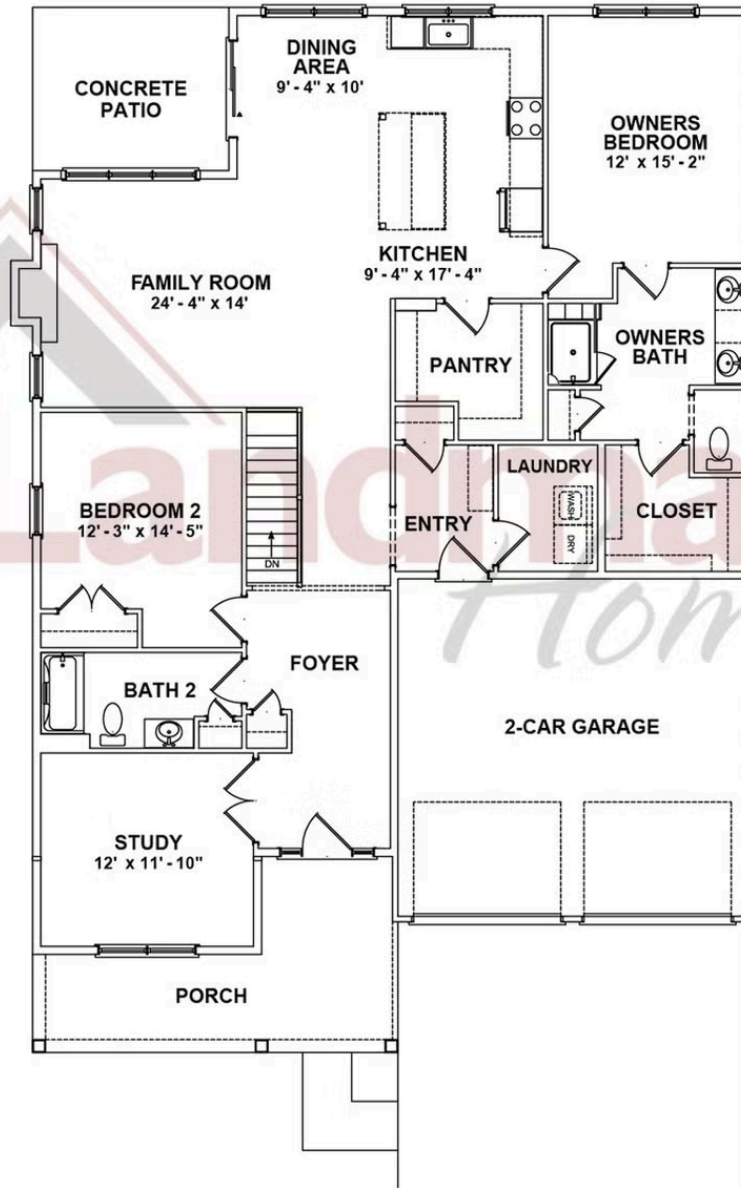 DINING
AREA
9' - 4" x 10'
CONCRETE
PATIO
OWNERS
BEDROOM
12' x 15' - 2"
KITCHEN
9' - 4" x 17' - 4"
FAMILY ROOM
24' - 4" x 14'
OWNERS
BATH
PANTRY
LAUNDRY
WASH
DRY
BEDROOM 2
12' - 3" x 14' - 5"
ENTRY
CLOSET
DN
FOYER
BATH 2
2-CAR GARAGE
STUDY
12' x 11' - 10"
PORCH
Landma
Hom